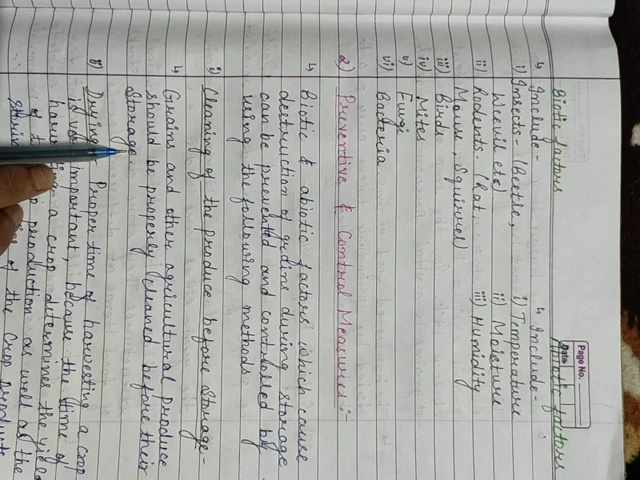 Page No.
Date
Biotic factors
Abiotic factors
↳ Include-
i) Insects- (Beetle,
Weevil etc)
ii) Rodents- (Rat,
Mouse, Squirrel)
iii) Birds
iv) Mites
v) Fungi
vi) Bacteria
↳ Include-
i) Temperature
ii) Moisture
iii) Humidity
2) Preventive & Control Measures :-
↳ Biotic & abiotic factors which cause
destruction of grains during storage
can be prevented and controlled by
using the following methods
i) Cleaning of the produce before Storage-
↳ Grains and other agricultural produce
should be properly cleaned before their
storage.
Drying Proper time of harvesting a crop
is important, because the time of
a crop determines the yield
of production as well as the
of the crop product